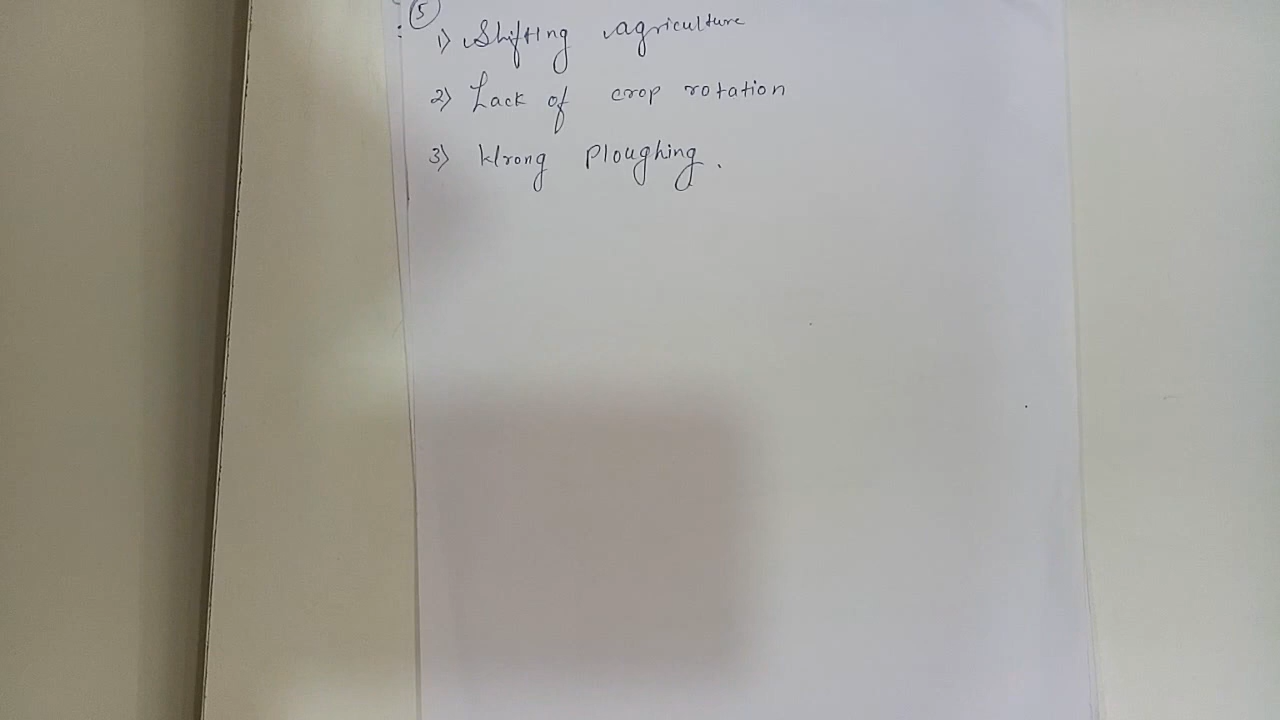 5
1) Shifting agriculture
2) Lack of crop rotation
3) Wrong Ploughing.